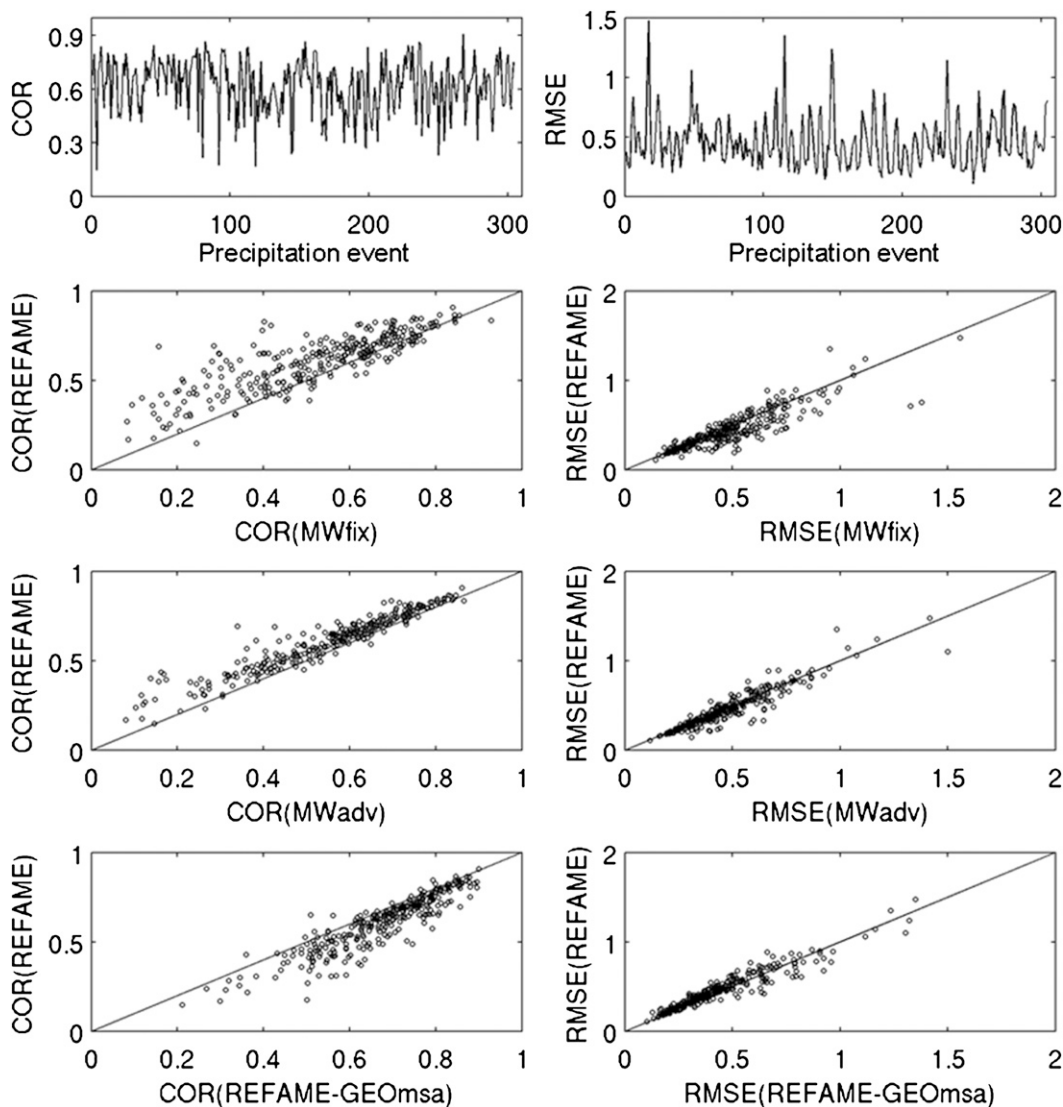 0.9
0.6
0.3
0
COR
0 100 200 300
Precipitation event
1.5
1
0.5
0
RMSE
0 100 200 300
Precipitation event
1
0.5
0
COR(REFAME)
0 0.2 0.4 0.6 0.8 1
COR(MWfix)
2
1
0
RMSE(REFAME)
0 0.5 1 1.5 2
RMSE(MWfix)
1
0.5
0
COR(REFAME)
0 0.2 0.4 0.6 0.8 1
COR(MWadv)
2
1
0
RMSE(REFAME)
0 0.5 1 1.5 2
RMSE(MWadv)
1
0.5
0
COR(REFAME)
0 0.2 0.4 0.6 0.8 1
COR(REFAME-GEOmsa)
2
1
0
RMSE(REFAME)
0 0.5 1 1.5 2
RMSE(REFAME-GEOmsa)